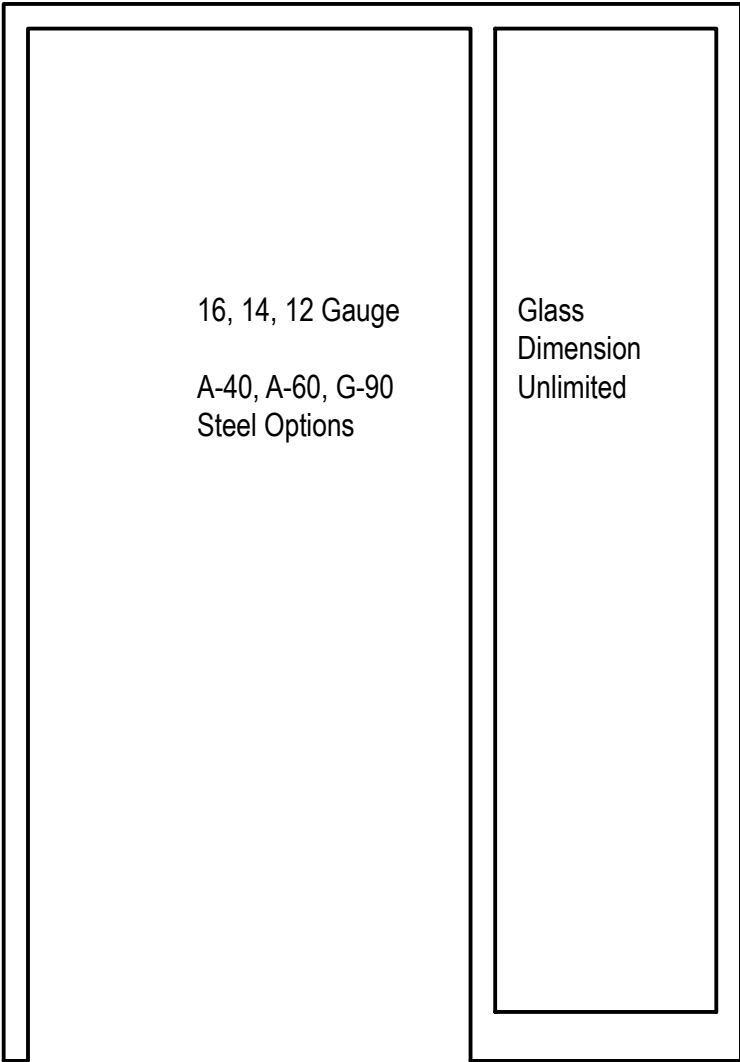 16, 14, 12 Gauge
A-40, A-60, G-90
Steel Options
Glass
Dimension
Unlimited